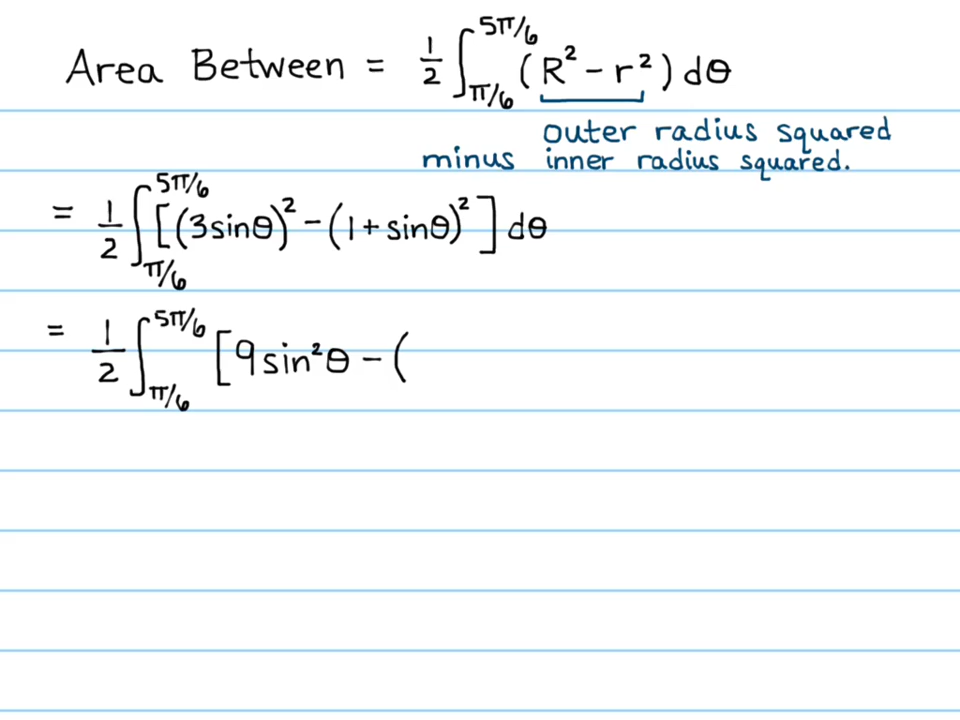 Area Between = 1/2 ∫_{π/6}^{5π/6} (R² - r²) dθ
outer radius squared
minus inner radius squared.
= 1/2 ∫_{π/6}^{5π/6} [(3sinθ)² - (1 + sinθ)²] dθ
= 1/2 ∫_{π/6}^{5π/6} [9sin²θ - (